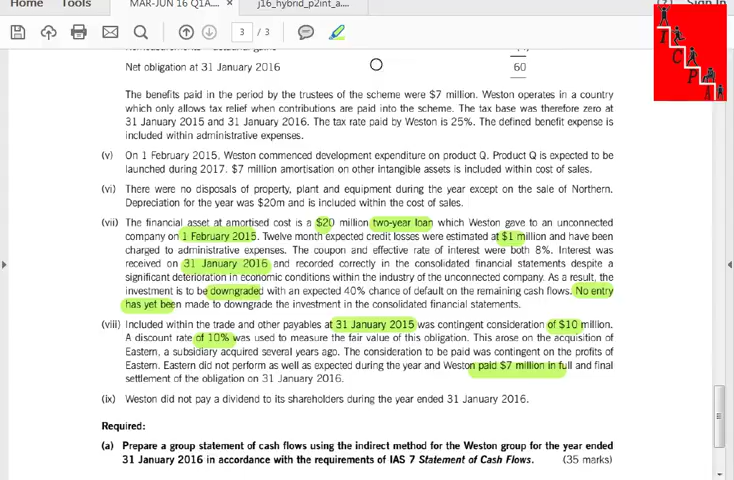 Home Tools MAR-JUN 16 Q1A.... × j16_hybrid_p2int_a.... Sign In
3 / 3
Net obligation at 31 January 2016 60
The benefits paid in the period by the trustees of the scheme were $7 million. Weston operates in a country
which only allows tax relief when contributions are paid into the scheme. The tax base was therefore zero at
31 January 2015 and 31 January 2016. The tax rate paid by Weston is 25%. The defined benefit expense is
included within administrative expenses.
(v) On 1 February 2015, Weston commenced development expenditure on product Q. Product Q is expected to be
launched during 2017. $7 million amortisation on other intangible assets is included within cost of sales.
(vi) There were no disposals of property, plant and equipment during the year except on the sale of Northern.
Depreciation for the year was $20m and is included within the cost of sales.
(vii) The financial asset at amortised cost is a $20 million two-year loan which Weston gave to an unconnected
company on 1 February 2015. Twelve month expected credit losses were estimated at $1 million and have been
charged to administrative expenses. The coupon and effective rate of interest were both 8%. Interest was
received on 31 January 2016 and recorded correctly in the consolidated financial statements despite a
significant deterioration in economic conditions within the industry of the unconnected company. As a result, the
investment is to be downgraded with an expected 40% chance of default on the remaining cash flows. No entry
has yet been made to downgrade the investment in the consolidated financial statements.
(viii) Included within the trade and other payables at 31 January 2015 was contingent consideration of $10 million.
A discount rate of 10% was used to measure the fair value of this obligation. This arose on the acquisition of
Eastern, a subsidiary acquired several years ago. The consideration to be paid was contingent on the profits of
Eastern. Eastern did not perform as well as expected during the year and Weston paid $7 million in full and final
settlement of the obligation on 31 January 2016.
(ix) Weston did not pay a dividend to its shareholders during the year ended 31 January 2016.
Required:
(a) Prepare a group statement of cash flows using the indirect method for the Weston group for the year ended
31 January 2016 in accordance with the requirements of IAS 7 Statement of Cash Flows. (35 marks)
I
C
P
A